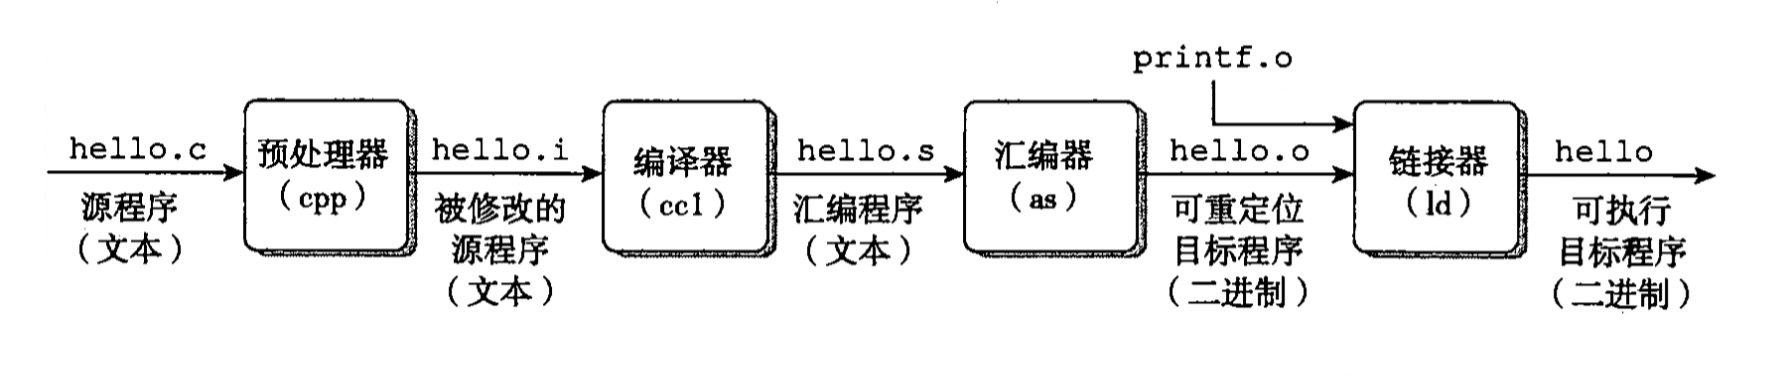 printf.o
hello.c
预处理器
(cpp)
hello.i
编译器
(cc1)
hello.s
汇编器
(as)
hello.o
链接器
(ld)
hello
源程序
(文本)
被修改的
源程序
(文本)
汇编程序
(文本)
可重定位
目标程序
(二进制)
可执行
目标程序
(二进制)